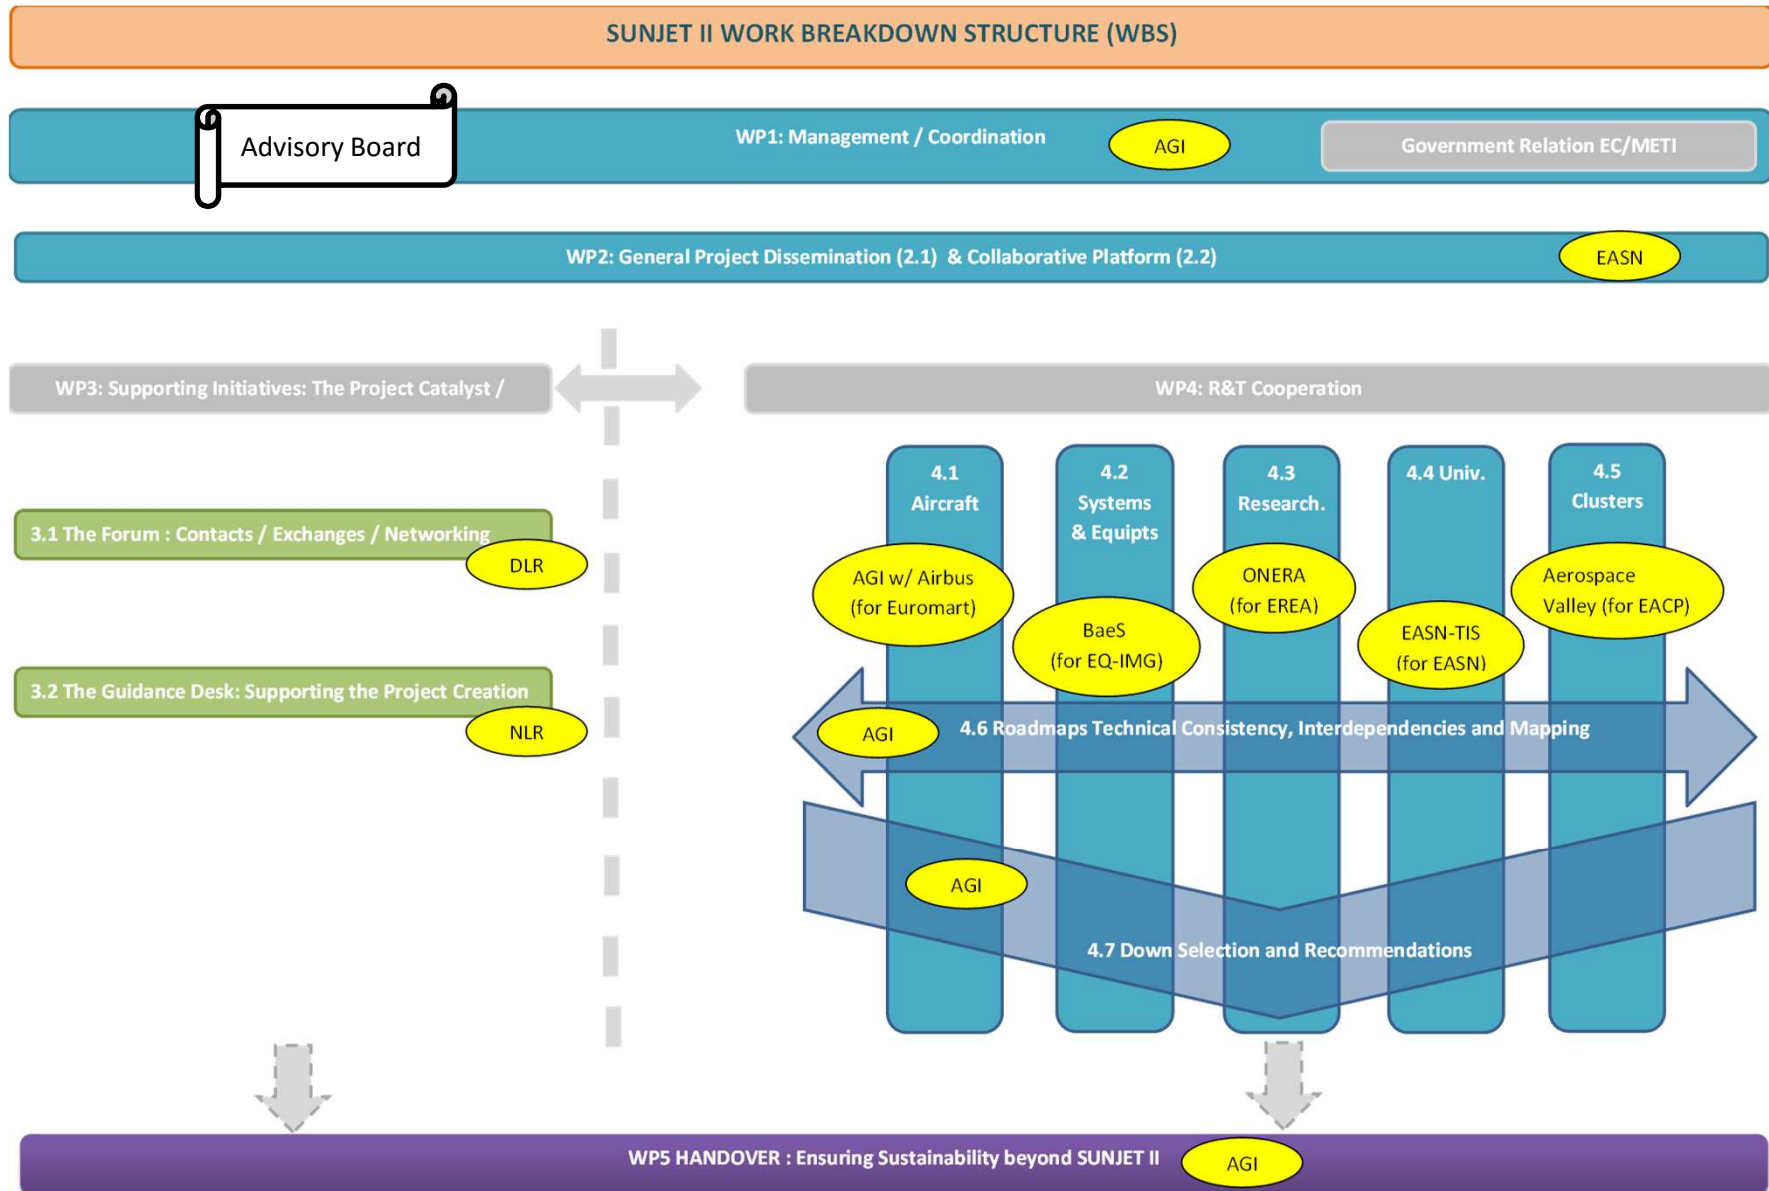 SUNJET II WORK BREAKDOWN STRUCTURE (WBS)
Advisory Board
WP1: Management / Coordination
AGI
Government Relation EC/METI
WP2: General Project Dissemination (2.1) & Collaborative Platform (2.2)
EASN
WP3: Supporting Initiatives: The Project Catalyst /
WP4: R&T Cooperation
3.1 The Forum : Contacts / Exchanges / Networking
DLR
3.2 The Guidance Desk: Supporting the Project Creation
NLR
4.1
Aircraft
AGI w/ Airbus
(for Euromart)
4.2
Systems
& Equipts
BaeS
(for EQ-IMG)
4.3
Research.
ONERA
(for EREA)
4.4 Univ.
EASN-TIS
(for EASN)
4.5
Clusters
Aerospace
Valley (for EACP)
AGI
4.6 Roadmaps Technical Consistency, Interdependencies and Mapping
AGI
4.7 Down Selection and Recommendations
WP5 HANDOVER : Ensuring Sustainability beyond SUNJET II
AGI